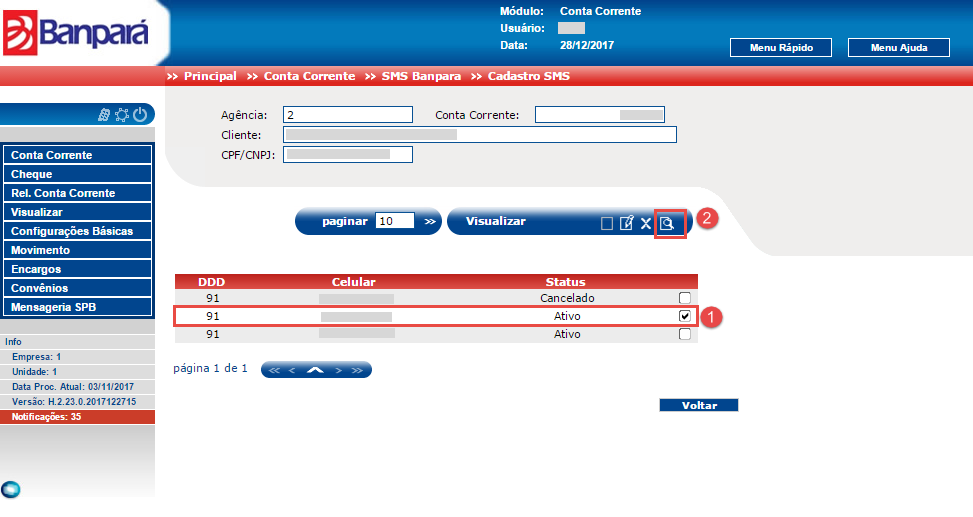 Banpará
Módulo: Conta Corrente
Usuário:
Data: 28/12/2017
Menu Rápido
Menu Ajuda
>> Principal >> Conta Corrente >> SMS Banpara >> Cadastro SMS
Agência: 2 Conta Corrente:
Cliente:
CPF/CNPJ:
Conta Corrente
Cheque
Rel. Conta Corrente
Visualizar
Configurações Básicas
Movimento
Encargos
Convênios
Mensageria SPB
Info
Empresa: 1
Unidade: 1
Data Proc. Atual: 03/11/2017
Versão: H.2.23.0.2017122715
Notificações: 35
paginar 10 >>
Visualizar
2
DDD Celular Status
91 Cancelado
91 Ativo
1
91 Ativo
página 1 de 1
<< < > >>
Voltar